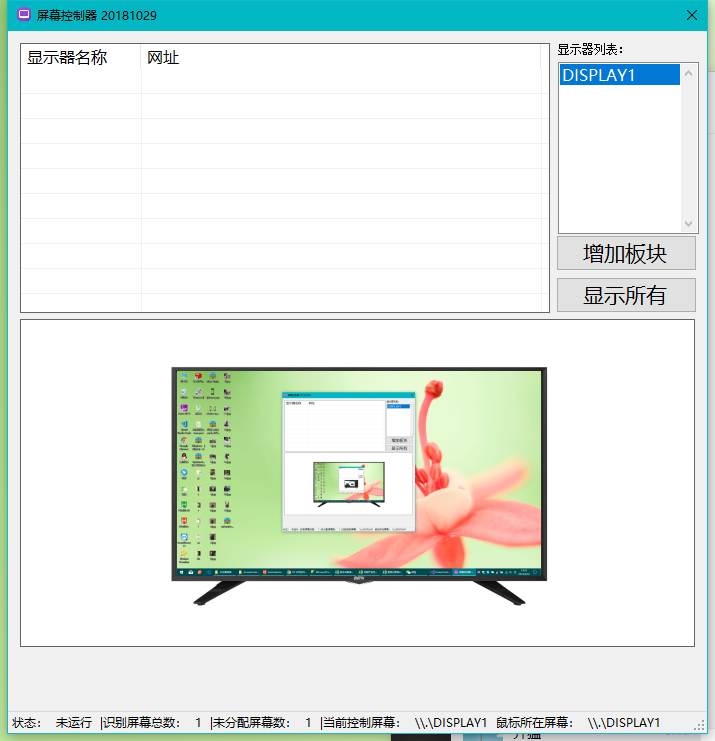 屏幕控制器 20181029
显示器名称 网址
显示器列表：
DISPLAY1
增加板块
显示所有
状态： 未运行 |识别屏幕总数： 1 |未分配屏幕数： 1 |当前控制屏幕： \\.\DISPLAY1 鼠标所在屏幕： \\.\DISPLAY1